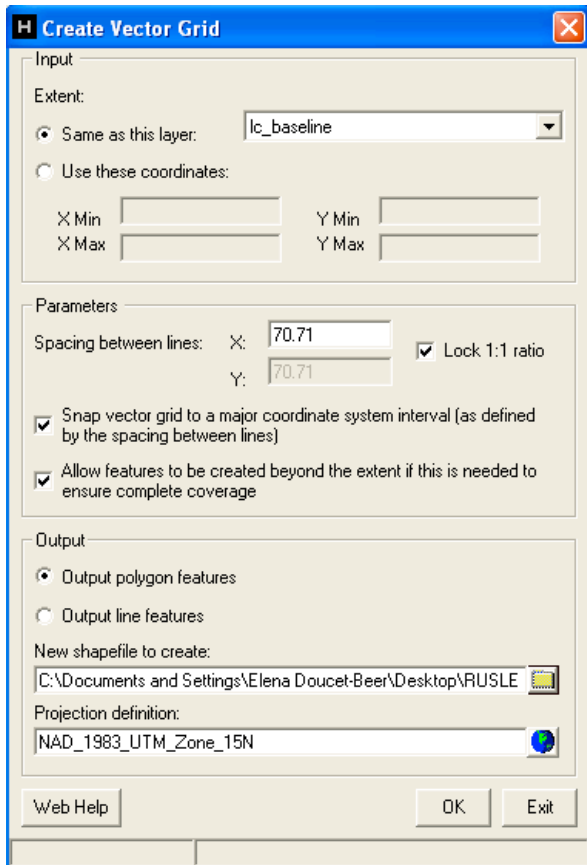 H Create Vector Grid
Input
Extent:
Same as this layer: lc_baseline
Use these coordinates:
X Min Y Min
X Max Y Max
Parameters
Spacing between lines: X: 70.71 Lock 1:1 ratio
Y: 70.71
Snap vector grid to a major coordinate system interval (as defined
by the spacing between lines)
Allow features to be created beyond the extent if this is needed to
ensure complete coverage
Output
Output polygon features
Output line features
New shapefile to create:
C:\Documents and Settings\Elena Doucet-Beer\Desktop\RUSLE
Projection definition:
NAD_1983_UTM_Zone_15N
Web Help OK Exit